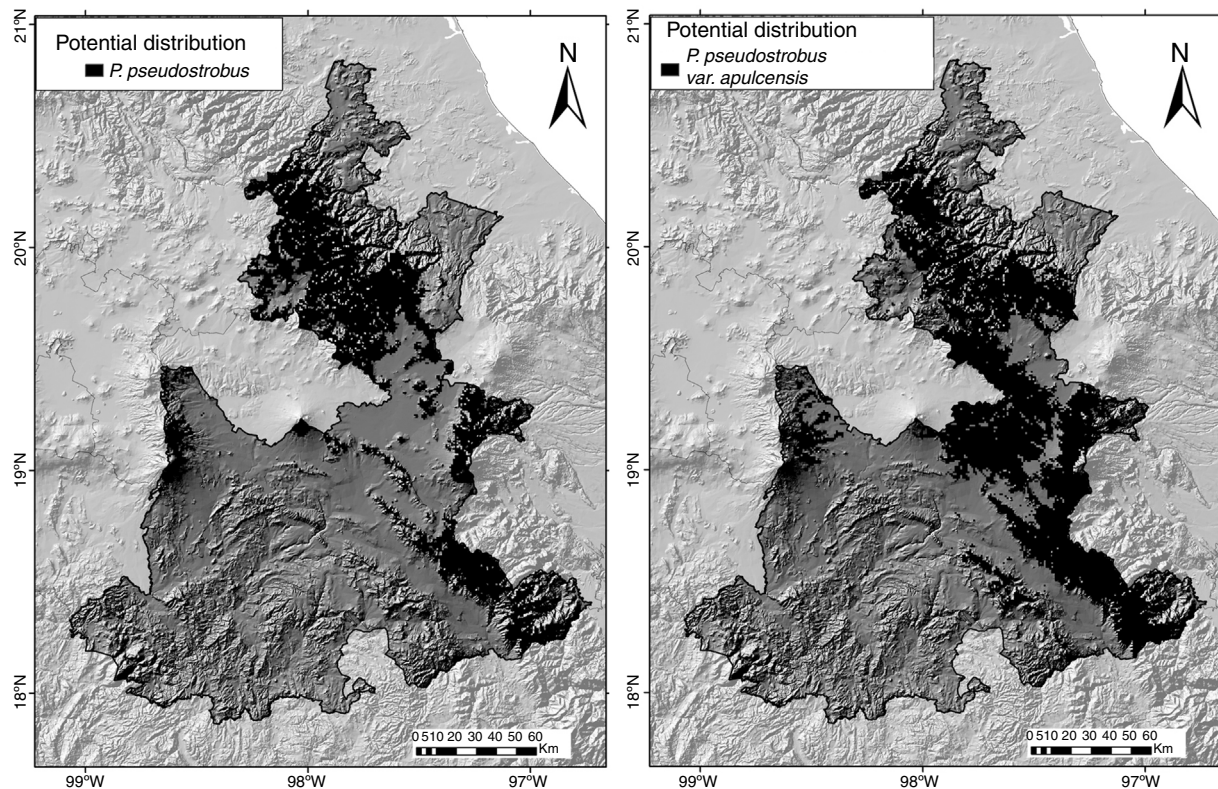 Potential distribution
P. pseudostrobus
N
21°N
20°N
19°N
18°N
0 5 10 20 30 40 50 60
Km
99°W
98°W
97°W
Potential distribution
P. pseudostrobus
var. apulcensis
N
21°N
20°N
19°N
18°N
0 5 10 20 30 40 50 60
Km
99°W
98°W
97°W